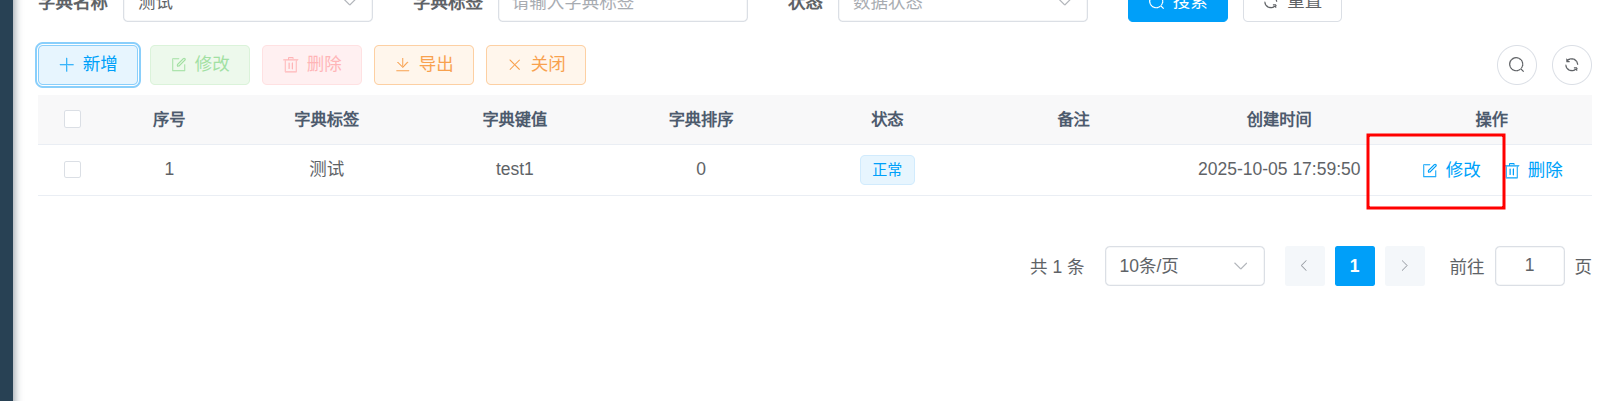 字典名称 测试 字典标签 请输入字典标签 状态 数据状态 搜索 重置
新增 修改 删除 导出 关闭
序号 字典标签 字典键值 字典排序 状态 备注 创建时间 操作
1 测试 test1 0 正常 2025-10-05 17:59:50 修改 删除
共 1 条 10条/页 1 前往 1 页